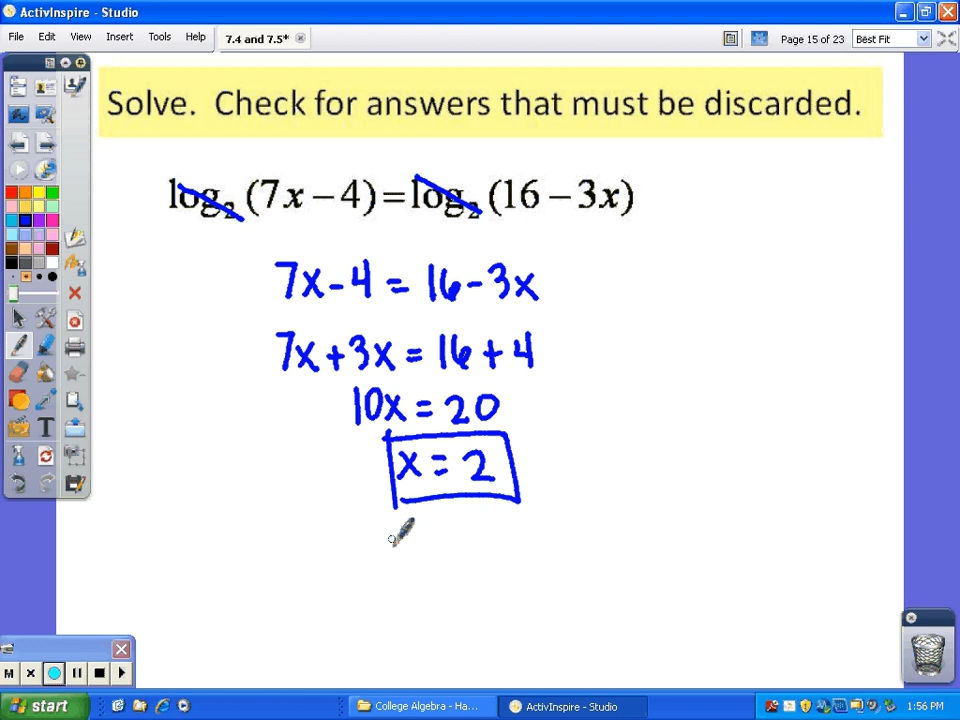 ActivInspire - Studio
File Edit View Insert Tools Help 7.4 and 7.5* Page 15 of 23 Best Fit
Solve. Check for answers that must be discarded.
log₂(7x − 4) = log₂(16 − 3x)
7x - 4 = 16 - 3x
7x + 3x = 16 + 4
10x = 20
x = 2
M
start College Algebra - Ha... ActivInspire - Studio 1:56 PM